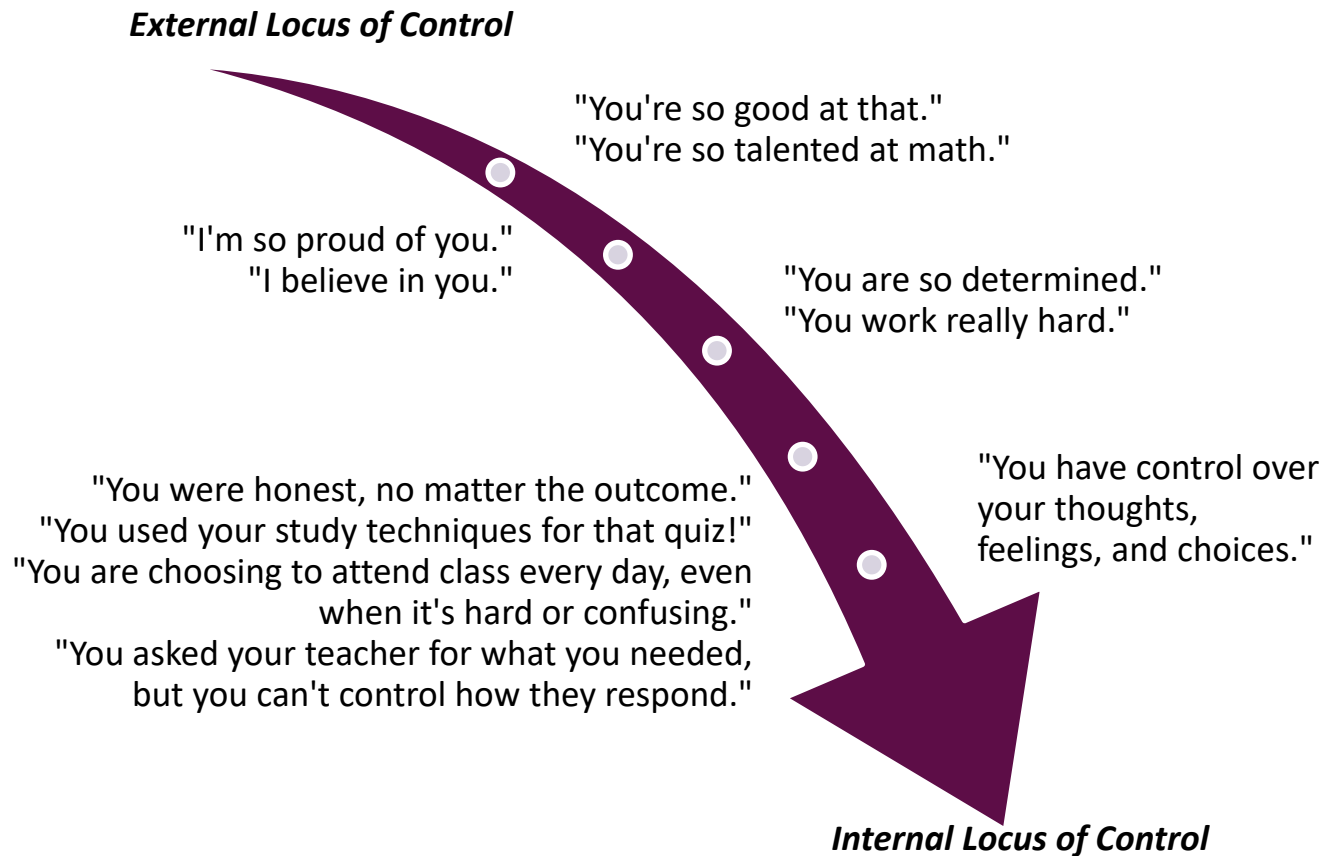 External Locus of Control
"You're so good at that."
"You're so talented at math."
"I'm so proud of you."
"I believe in you."
"You are so determined."
"You work really hard."
"You were honest, no matter the outcome."
"You used your study techniques for that quiz!"
"You are choosing to attend class every day, even
when it's hard or confusing."
"You asked your teacher for what you needed,
but you can't control how they respond."
"You have control over
your thoughts,
feelings, and choices."
Internal Locus of Control